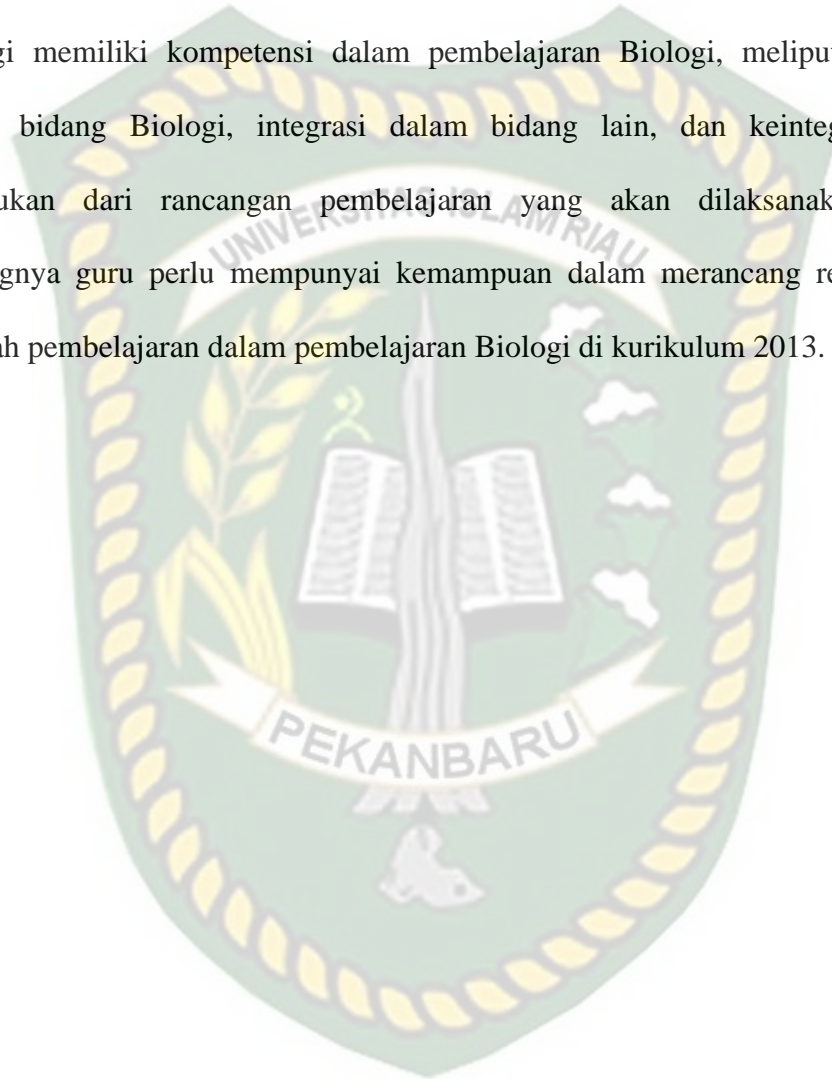 gi memiliki kompetensi dalam pembelajaran Biologi, meliput
bidang Biologi, integrasi dalam bidang lain, dan keinteg
ukan dari rancangan pembelajaran yang akan dilaksanak
gnya guru perlu mempunyai kemampuan dalam merancang re
ah pembelajaran dalam pembelajaran Biologi di kurikulum 2013.
UNIVERSITAS ISLAM RIAU
PEKANBARU